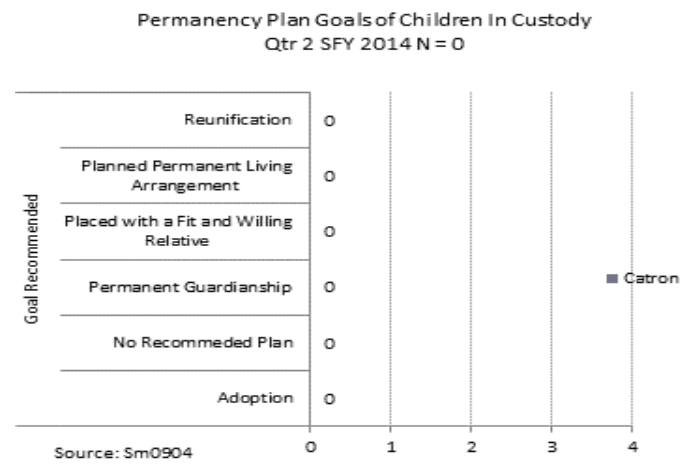 Permanency Plan Goals of Children In Custody
Qtr 2 SFY 2014 N = 0
Goal Recommended
Reunification 0
Planned Permanent Living
Arrangement 0
Placed with a Fit and Willing
Relative 0
Permanent Guardianship 0
No Recommeded Plan 0
Adoption 0
Catron
0 1 2 3 4
Source: Sm0904